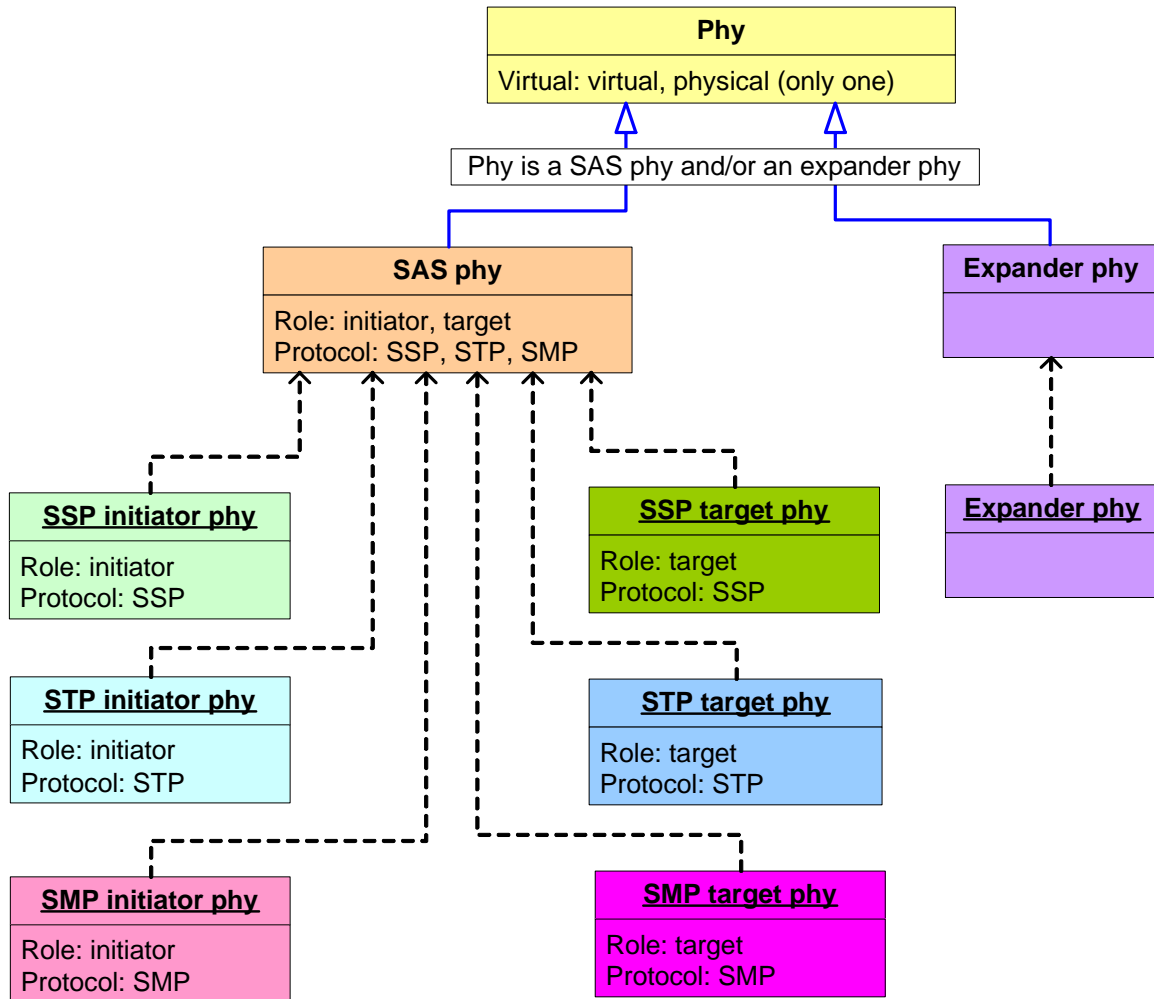 Phy
Virtual: virtual, physical (only one)
Phy is a SAS phy and/or an expander phy
SAS phy
Role: initiator, target
Protocol: SSP, STP, SMP
Expander phy
SSP initiator phy
Role: initiator
Protocol: SSP
SSP target phy
Role: target
Protocol: SSP
Expander phy
STP initiator phy
Role: initiator
Protocol: STP
STP target phy
Role: target
Protocol: STP
SMP initiator phy
Role: initiator
Protocol: SMP
SMP target phy
Role: target
Protocol: SMP